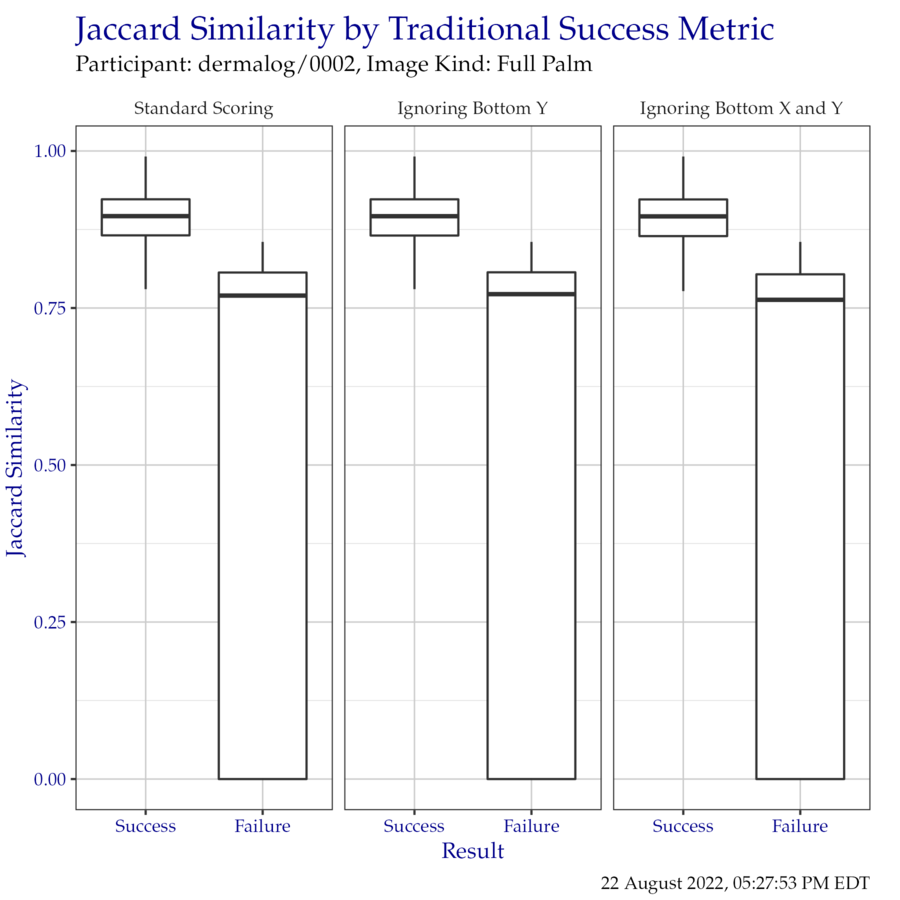 Jaccard Similarity by Traditional Success Metric
Participant: dermalog/0002, Image Kind: Full Palm
Standard Scoring
Ignoring Bottom Y
Ignoring Bottom X and Y
Jaccard Similarity
1.00
0.75
0.50
0.25
0.00
Success Failure
Success Failure
Success Failure
Result
22 August 2022, 05:27:53 PM EDT